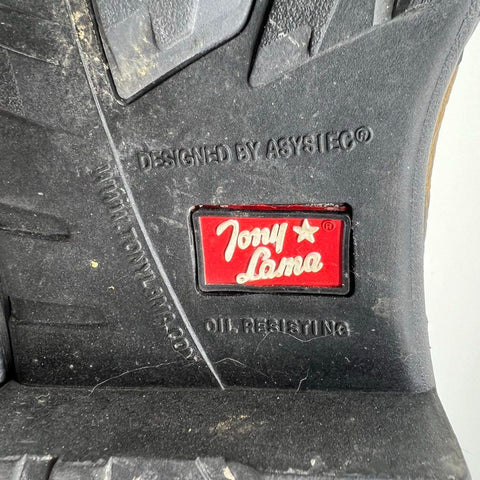 DESIGNED BY ASYSTEC®
WWW.TONYLAMA.COM
Tony ★®
Lama
OIL RESISTING